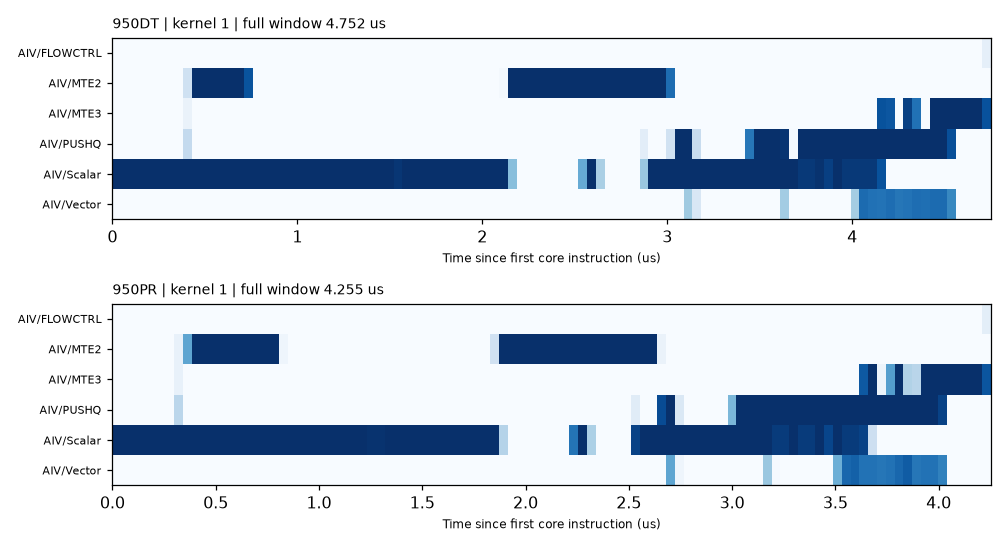 950DT | kernel 1 | full window 4.752 us
AIV/FLOWCTRL
AIV/MTE2
AIV/MTE3
AIV/PUSHQ
AIV/Scalar
AIV/Vector
0 1 2 3 4
Time since first core instruction (us)
950PR | kernel 1 | full window 4.255 us
AIV/FLOWCTRL
AIV/MTE2
AIV/MTE3
AIV/PUSHQ
AIV/Scalar
AIV/Vector
0.0 0.5 1.0 1.5 2.0 2.5 3.0 3.5 4.0
Time since first core instruction (us)